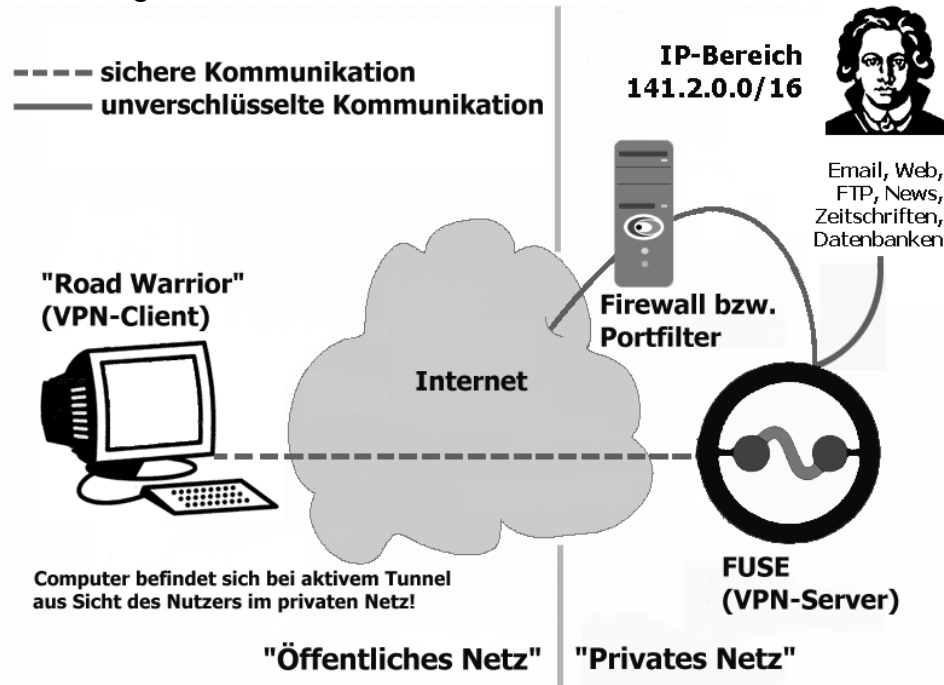 sichere Kommunikation
unverschlüsselte Kommunikation
IP-Bereich
141.2.0.0/16
Email, Web,
FTP, News,
Zeitschriften,
Datenbanken
"Road Warrior"
(VPN-Client)
Firewall bzw.
Portfilter
Internet
Computer befindet sich bei aktivem Tunnel
aus Sicht des Nutzers im privaten Netz!
FUSE
(VPN-Server)
"Öffentliches Netz"
"Privates Netz"